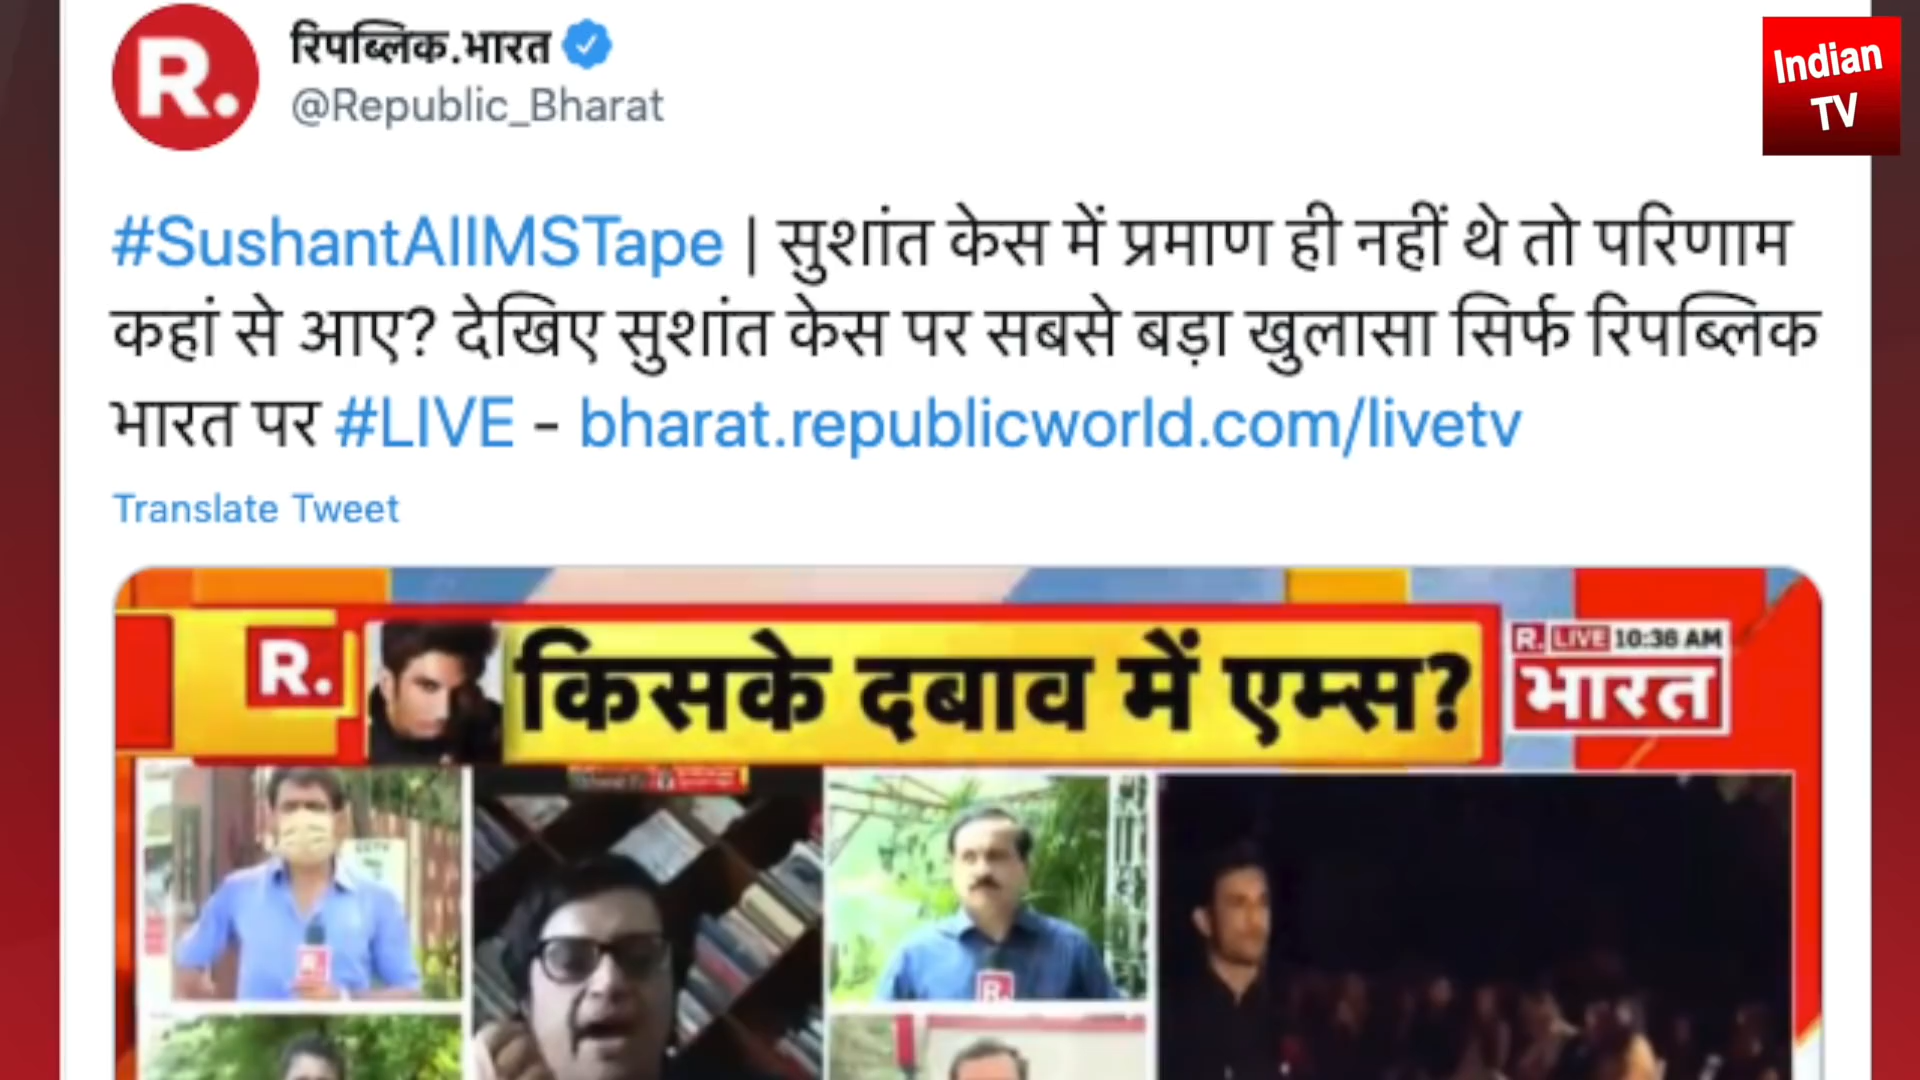 R.
रिपब्लिक.भारत
@Republic_Bharat
Indian
TV
#SushantAIIMSTape | सुशांत केस में प्रमाण ही नहीं थे तो परिणाम
कहां से आए? देखिए सुशांत केस पर सबसे बड़ा खुलासा सिर्फ रिपब्लिक
भारत पर #LIVE - bharat.republicworld.com/livetv
Translate Tweet
R.
किसके दबाव में एम्स?
R. LIVE 10:36 AM
भारत
R.
R.